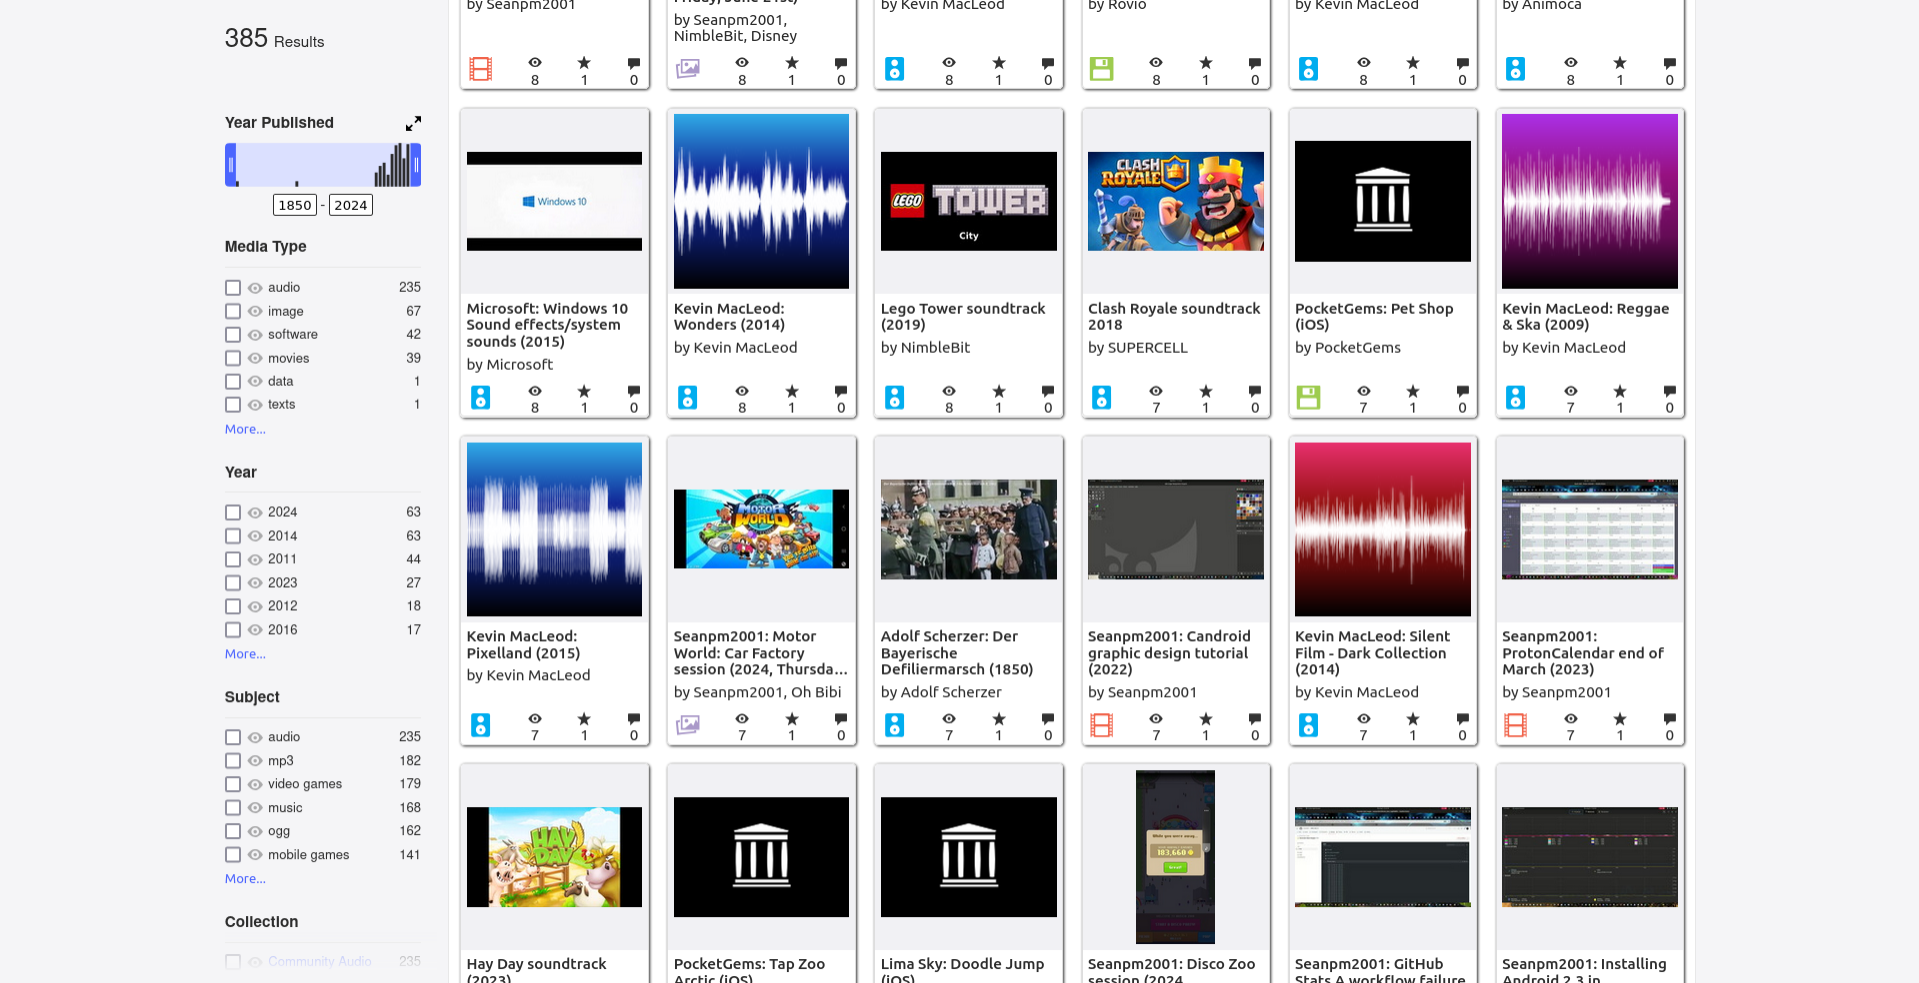 385 Results
Year Published
1850 - 2024
Media Type
audio 235
image 67
software 42
movies 39
data 1
texts 1
More...
Year
2024 63
2014 63
2011 44
2023 27
2012 18
2016 17
More...
Subject
audio 235
mp3 182
video games 179
music 168
ogg 162
mobile games 141
More...
Collection
Community Audio 235
by Seanpm2001
8 1 0
by Seanpm2001,
NimbleBit, Disney
8 1 0
by Kevin MacLeod
8 1 0
by Rovio
8 1 0
by Kevin MacLeod
8 1 0
by Animoca
8 1 0
Windows 10
Microsoft: Windows 10
Sound effects/system
sounds (2015)
by Microsoft
8 1 0
Kevin MacLeod:
Wonders (2014)
by Kevin MacLeod
8 1 0
LEGO TOWER
City
Lego Tower soundtrack
(2019)
by NimbleBit
8 1 0
CLASH
ROYALE
Clash Royale soundtrack
2018
by SUPERCELL
7 1 0
PocketGems: Pet Shop
(iOS)
by PocketGems
7 1 0
Kevin MacLeod: Reggae
& Ska (2009)
by Kevin MacLeod
7 1 0
Kevin MacLeod:
Pixelland (2015)
by Kevin MacLeod
7 1 0
MOTOR
WORLD
Seanpm2001: Motor
World: Car Factory
session (2024, Thursda...
by Seanpm2001, Oh Bibi
7 1 0
Adolf Scherzer: Der
Bayerische
Defiliermarsch (1850)
by Adolf Scherzer
7 1 0
Seanpm2001: Candroid
graphic design tutorial
(2022)
by Seanpm2001
7 1 0
Kevin MacLeod: Silent
Film - Dark Collection
(2014)
by Kevin MacLeod
7 1 0
Seanpm2001:
ProtonCalendar end of
March (2023)
by Seanpm2001
7 1 0
HAY
DAY
Hay Day soundtrack
(2023)
PocketGems: Tap Zoo
Arctic (iOS)
Lima Sky: Doodle Jump
(iOS)
While you were away...
183,660
Seanpm2001: Disco Zoo
session (2024,
Seanpm2001: GitHub
Stats A workflow failure
Seanpm2001: Installing
Android 2.3 in